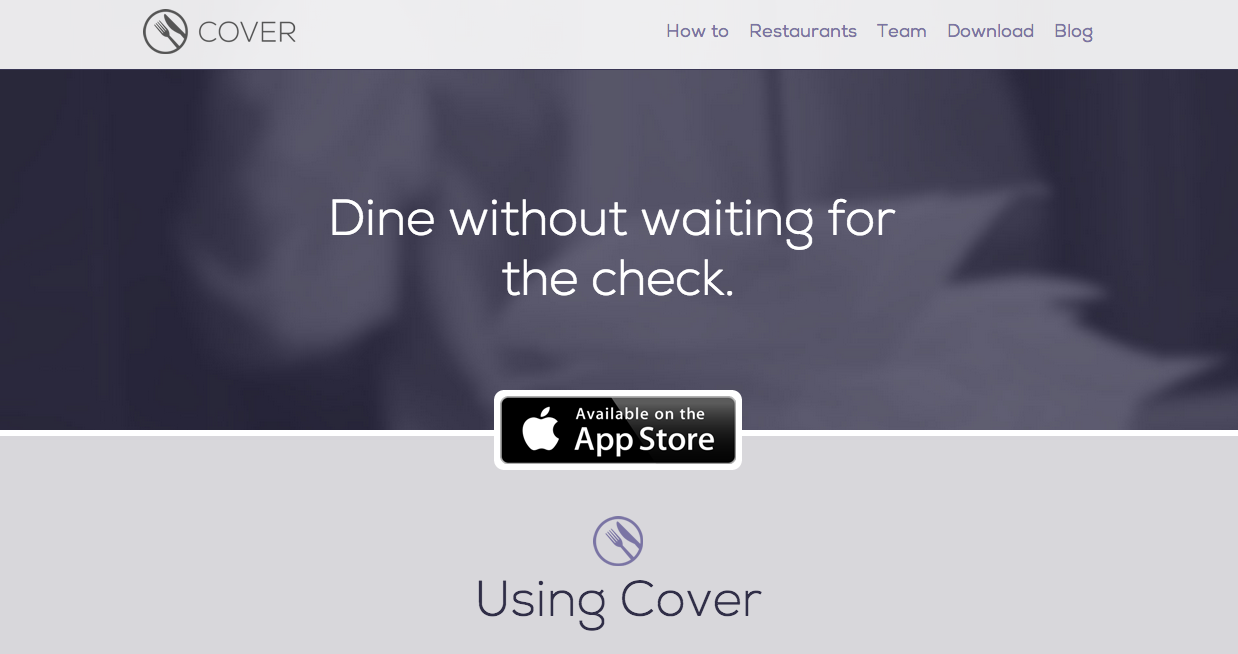 COVER
How to Restaurants Team Download Blog
Dine without waiting for
the check.
Available on the
App Store
Using Cover